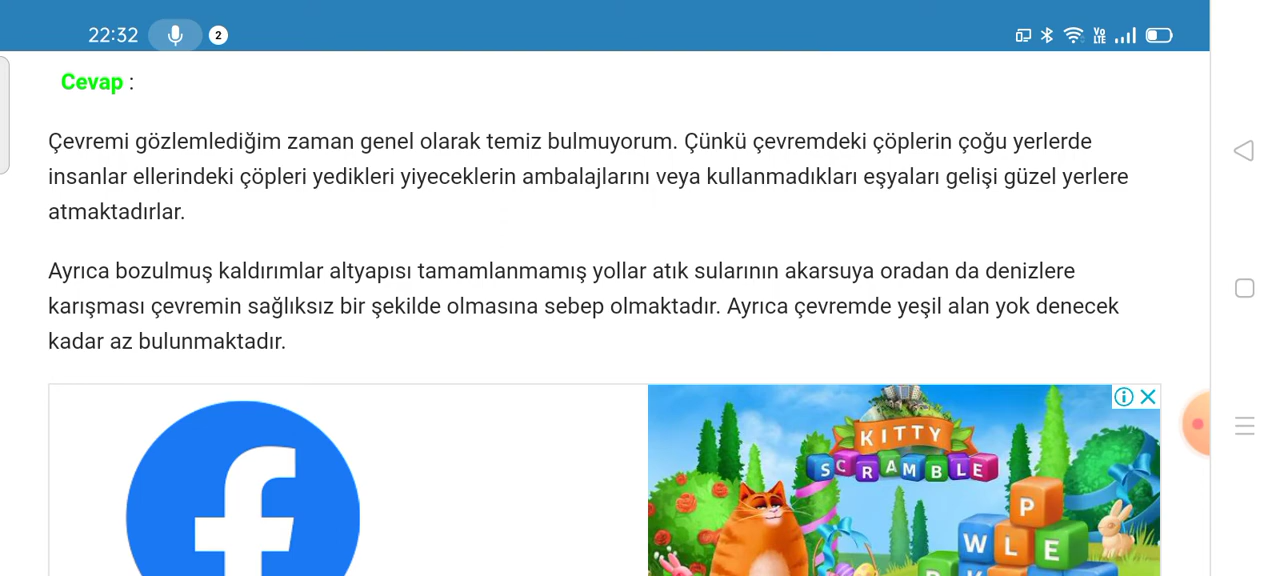 22:32 2 VO LTE
Cevap :
Çevremi gözlemlediğim zaman genel olarak temiz bulmuyorum. Çünkü çevremdeki çöplerin çoğu yerlerde
insanlar ellerindeki çöpleri yedikleri yiyeceklerin ambalajlarını veya kullanmadıkları eşyaları gelişi güzel yerlere
atmaktadırlar.
Ayrıca bozulmuş kaldırımlar altyapısı tamamlanmamış yollar atık sularının akarsuya oradan da denizlere
karışması çevremin sağlıksız bir şekilde olmasına sebep olmaktadır. Ayrıca çevremde yeşil alan yok denecek
kadar az bulunmaktadır.
KITTY
SCRAMBLE
P
W L E